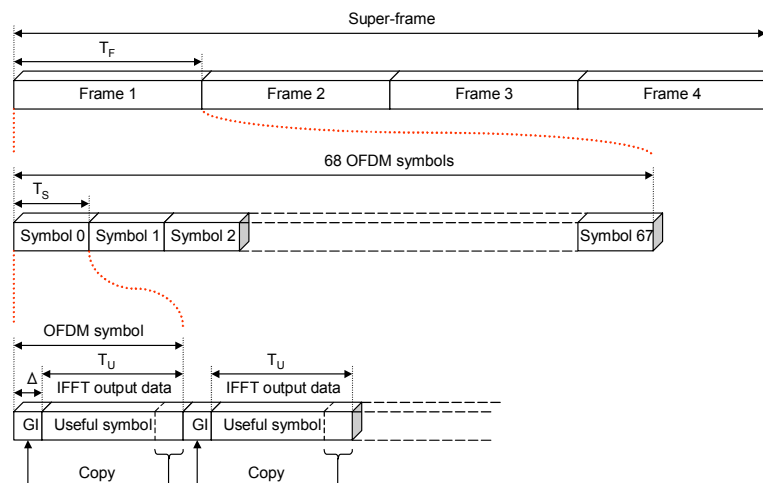 Super-frame
T_F
Frame 1 Frame 2 Frame 3 Frame 4
68 OFDM symbols
T_S
Symbol 0 Symbol 1 Symbol 2 Symbol 67
OFDM symbol
T_U T_U
Δ IFFT output data IFFT output data
GI Useful symbol GI Useful symbol
Copy Copy